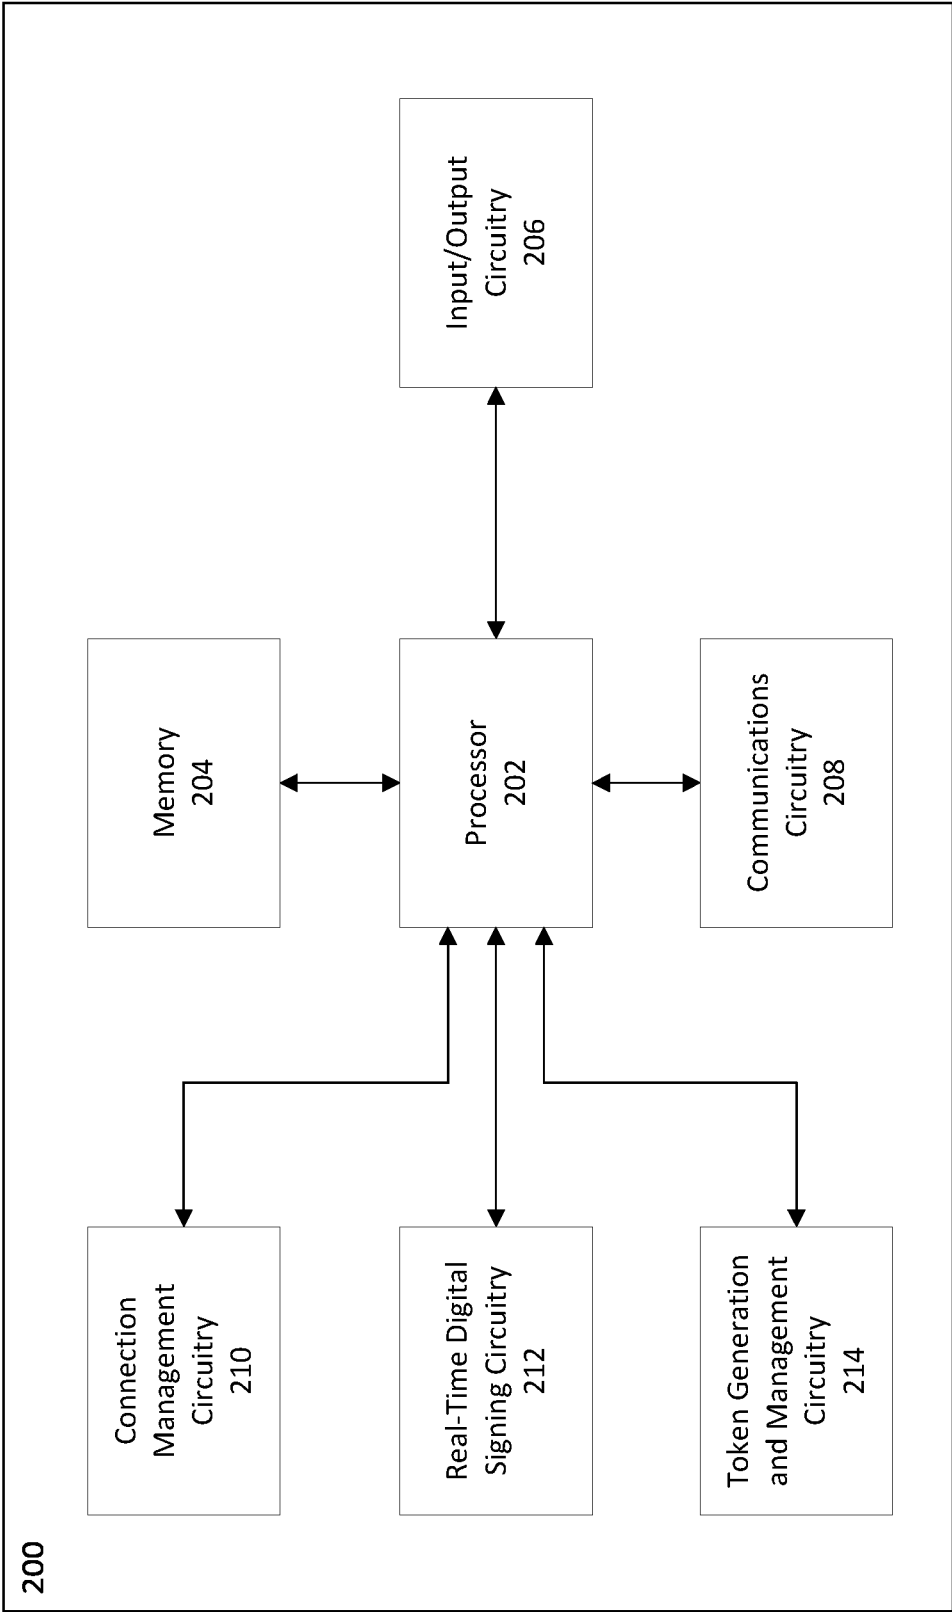 200
Connection
Management
Circuitry
210
Memory
204
Real-Time Digital
Signing Circuitry
212
Processor
202
Input/Output
Circuitry
206
Token Generation
and Management
Circuitry
214
Communications
Circuitry
208